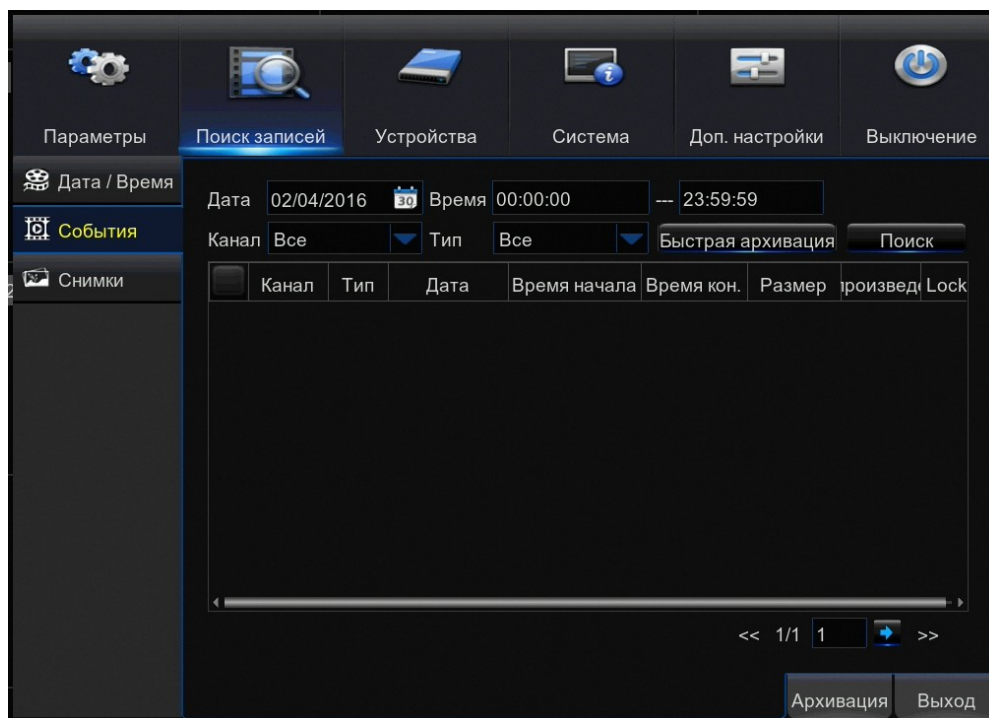 Параметры Поиск записей Устройства Система Доп. настройки Выключение
Дата / Время
События
Снимки
Дата 02/04/2016 30 Время 00:00:00 --- 23:59:59
Канал Все Тип Все Быстрая архивация Поиск
Канал Тип Дата Время начала Время кон. Размер Lock
<< 1/1 1 >>
Архивация Выход